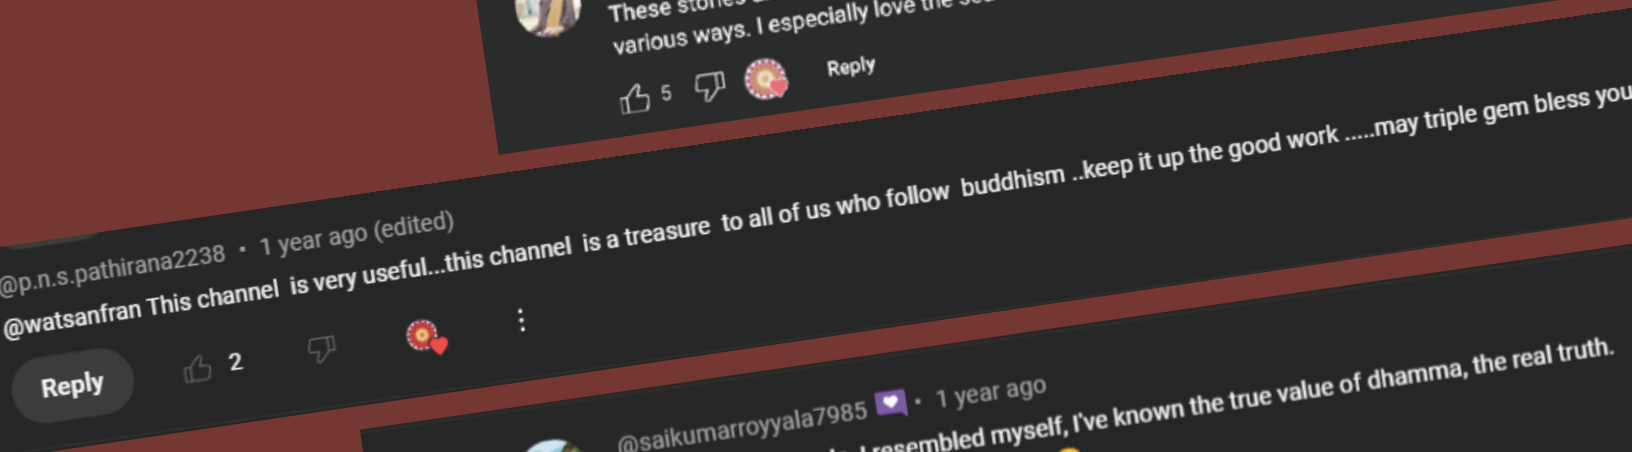 These stories
various ways. I especially love the
5 Reply
@p.n.s.pathirana2238 • 1 year ago (edited)
@watsanfran This channel is very useful...this channel is a treasure to all of us who follow buddhism ..keep it up the good work .....may triple gem bless you
Reply 2
@saikumarroyyala7985 • 1 year ago
I resembled myself, I've known the true value of dhamma, the real truth.